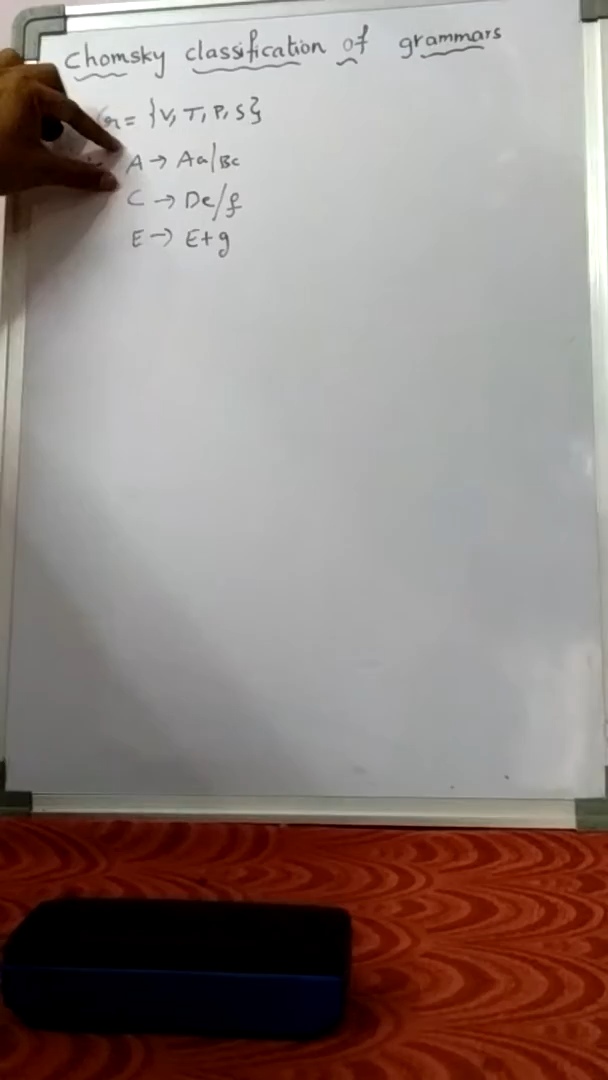 Chomsky classification of grammars
G = {V, T, P, S}
A → Aa/Bc
C → De/f
E → E+g